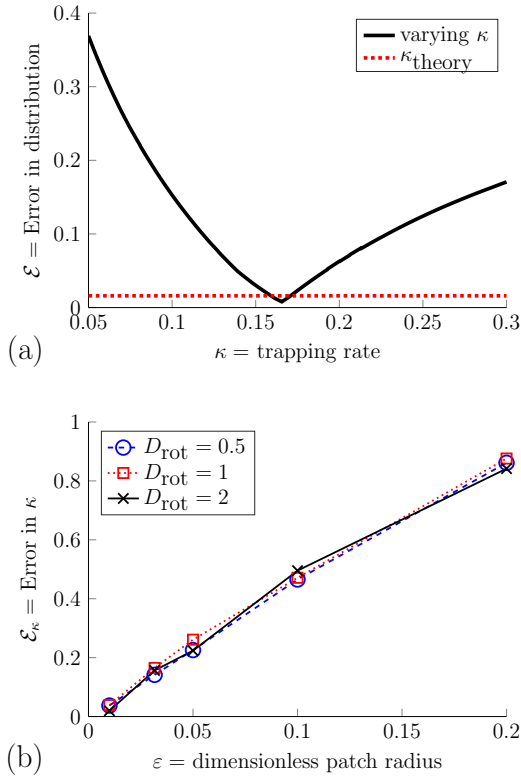 0.4
0.3
0.2
0.1
0
ℰ = Error in distribution
varying κ
κtheory
0.05 0.1 0.15 0.2 0.25 0.3
κ = trapping rate
(a)
1
0.8
0.6
0.4
0.2
0
ℰκ = Error in κ
Drot = 0.5
Drot = 1
Drot = 2
0 0.05 0.1 0.15 0.2
ε = dimensionless patch radius
(b)